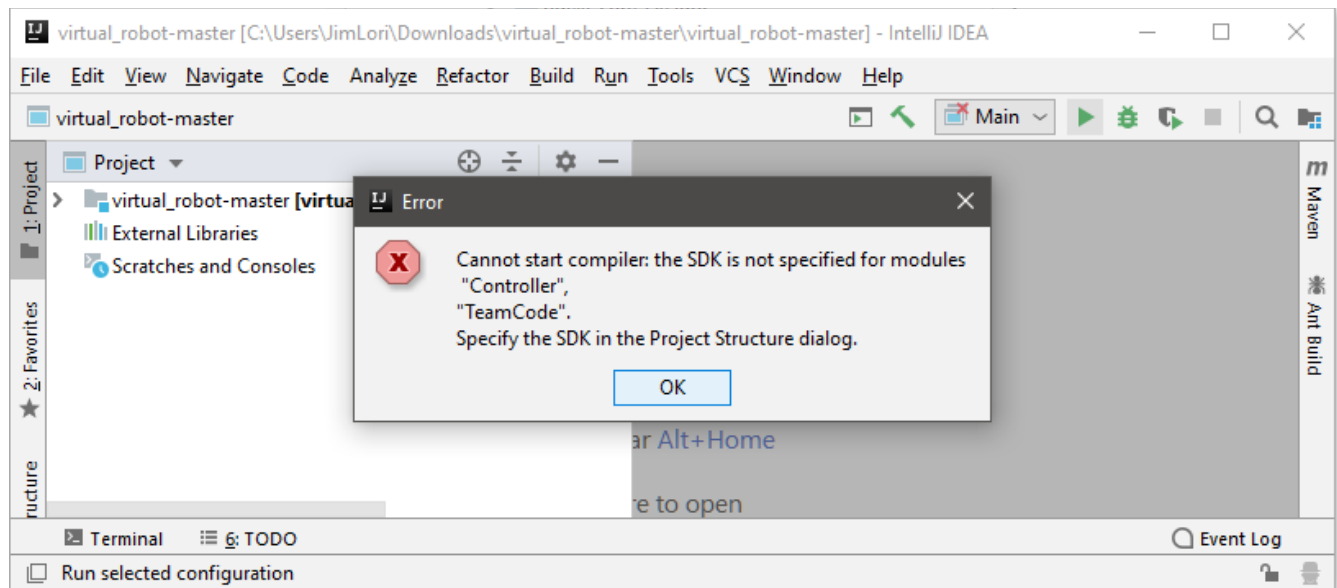 virtual_robot-master [C:\Users\JimLori\Downloads\virtual_robot-master\virtual_robot-master] - IntelliJ IDEA
File Edit View Navigate Code Analyze Refactor Build Run Tools VCS Window Help
virtual_robot-master
Main
1: Project
Project
virtual_robot-master [virtua
External Libraries
Scratches and Consoles
IJ Error
Cannot start compiler: the SDK is not specified for modules
"Controller",
"TeamCode".
Specify the SDK in the Project Structure dialog.
OK
ar Alt+Home
re to open
2: Favorites
ructure
m Maven
Ant Build
Terminal
6: TODO
Event Log
Run selected configuration